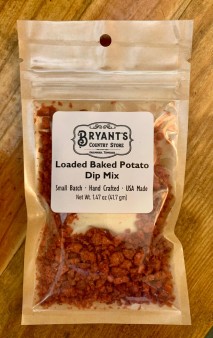 BRYANT'S
COUNTRY STORE
Loaded Baked Potato
Dip Mix
Small Batch · Hand Crafted · USA Made
Net Wt. 1.47 oz (41.7 gm)